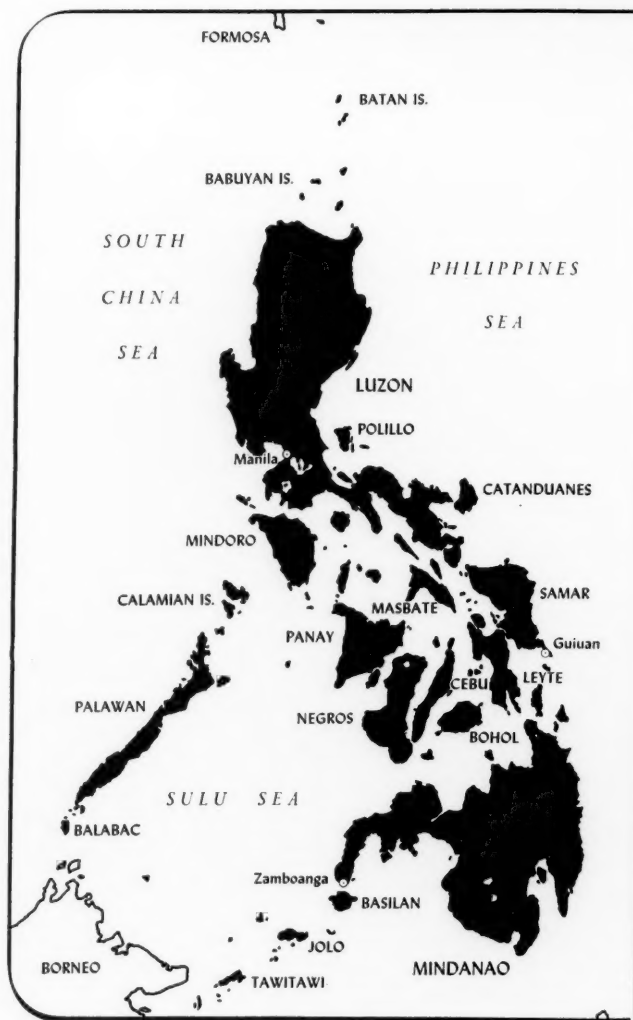 FORMOSA
BATAN IS.
BABUYAN IS.
SOUTH
CHINA
SEA
PHILIPPINES
SEA
LUZON
POLILLO
Manila
CATANDUANES
MINDORO
CALAMIAN IS.
MASBATE
SAMAR
PANAY
Guiuan
CEBU
LEYTE
PALAWAN
NEGROS
BOHOL
SULU SEA
BALABAC
Zamboanga
BASILAN
JOLO
BORNEO
TAWITAWI
MINDANAO